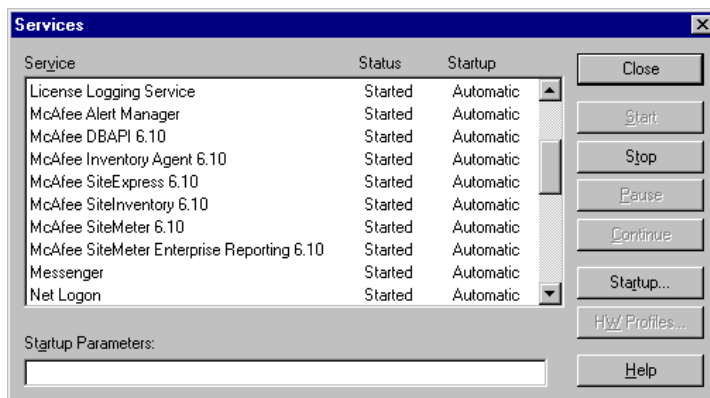 Services
Service Status Startup
License Logging Service Started Automatic
McAfee Alert Manager Started Automatic
McAfee DBAPI 6.10 Started Automatic
McAfee Inventory Agent 6.10 Started Automatic
McAfee SiteExpress 6.10 Started Automatic
McAfee SiteInventory 6.10 Started Automatic
McAfee SiteMeter 6.10 Started Automatic
McAfee SiteMeter Enterprise Reporting 6.10 Started Automatic
Messenger Started Automatic
Net Logon Started Automatic
Startup Parameters:
Close
Start
Stop
Pause
Continue
Startup...
HW Profiles...
Help